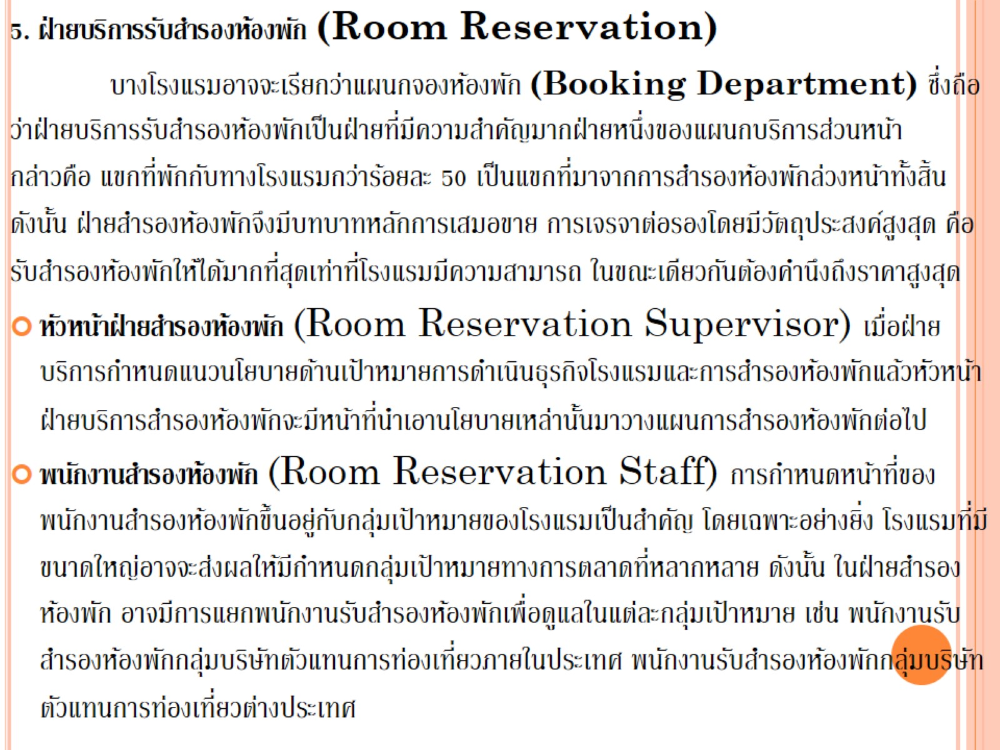 5. ฝ่ายบริการรับสำรองห้องพัก (Room Reservation)
บางโรงแรมอาจจะเรียกว่าแผนกจองห้องพัก (Booking Department) ซึ่งถือ
ว่าฝ่ายบริการรับสำรองห้องพักเป็นฝ่ายที่มีความสำคัญมากฝ่ายหนึ่งของแผนกบริการส่วนหน้า
กล่าวคือ แขกที่พักกับทางโรงแรมกว่าร้อยละ 50 เป็นแขกที่มาจากการสำรองห้องพักล่วงหน้าทั้งสิ้น
ดังนั้น ฝ่ายสำรองห้องพักจึงมีบทบาทหลักการเสมอขาย การเจรจาต่อรองโดยมีวัตถุประสงค์สูงสุด คือ
รับสำรองห้องพักให้ได้มากที่สุดเท่าที่โรงแรมมีความสามารถ ในขณะเดียวกันต้องคำนึงถึงราคาสูงสุด
หัวหน้าฝ่ายสำรองห้องพัก (Room Reservation Supervisor) เมื่อฝ่าย
บริการกำหนดแนวนโยบายด้านเป้าหมายการดำเนินธุรกิจโรงแรมและการสำรองห้องพักแล้วหัวหน้า
ฝ่ายบริการสำรองห้องพักจะมีหน้าที่นำเอานโยบายเหล่านั้นมาวางแผนการสำรองห้องพักต่อไป
พนักงานสำรองห้องพัก (Room Reservation Staff) การกำหนดหน้าที่ของ
พนักงานสำรองห้องพักขึ้นอยู่กับกลุ่มเป้าหมายของโรงแรมเป็นสำคัญ โดยเฉพาะอย่างยิ่ง โรงแรมที่มี
ขนาดใหญ่อาจจะส่งผลให้มีกำหนดกลุ่มเป้าหมายทางการตลาดที่หลากหลาย ดังนั้น ในฝ่ายสำรอง
ห้องพัก อาจมีการแยกพนักงานรับสำรองห้องพักเพื่อดูแลในแต่ละกลุ่มเป้าหมาย เช่น พนักงานรับ
สำรองห้องพักกลุ่มบริษัทตัวแทนการท่องเที่ยวภายในประเทศ พนักงานรับสำรองห้องพักกลุ่มบริษัท
ตัวแทนการท่องเที่ยวต่างประเทศ